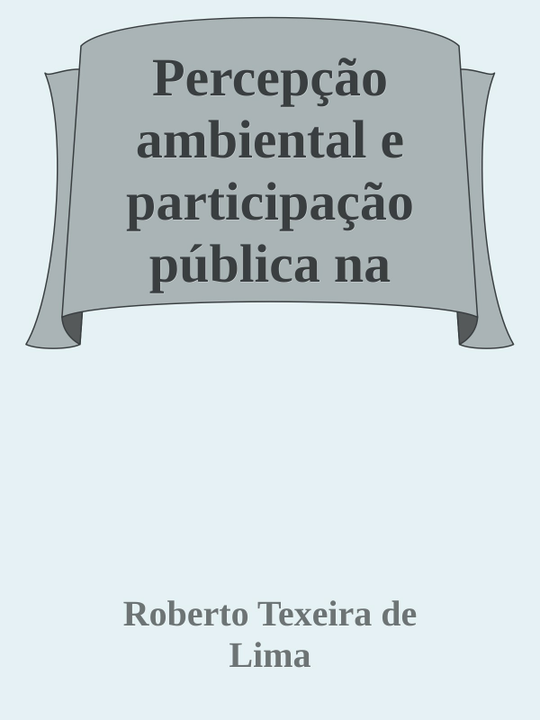 Percepção
ambiental e
participação
pública na
Roberto Texeira de
Lima